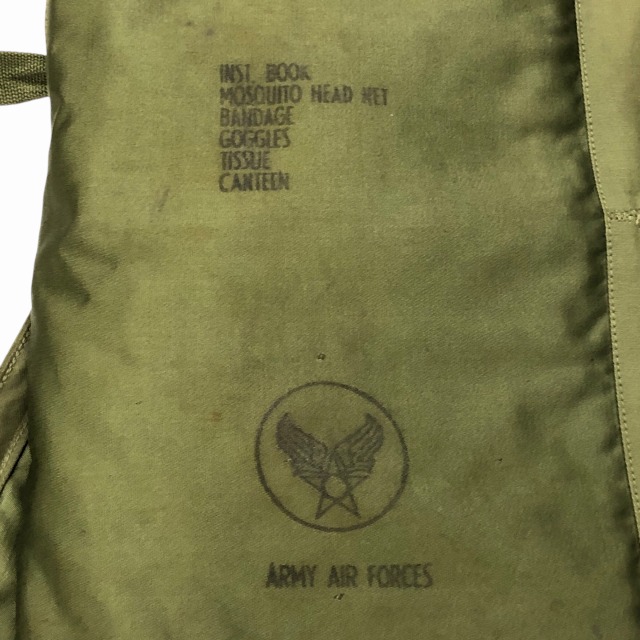 INST. BOOK
MOSQUITO HEAD NET
BANDAGE
GOGGLES
TISSUE
CANTEEN
ARMY AIR FORCES